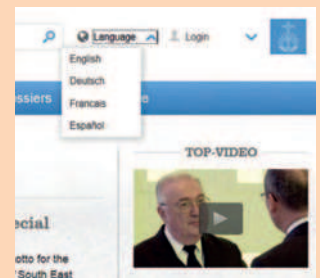 Language Login
English
Deutsch
Francais
Español
ssiers
e
TOP-VIDEO
ecial
otto for the
South East